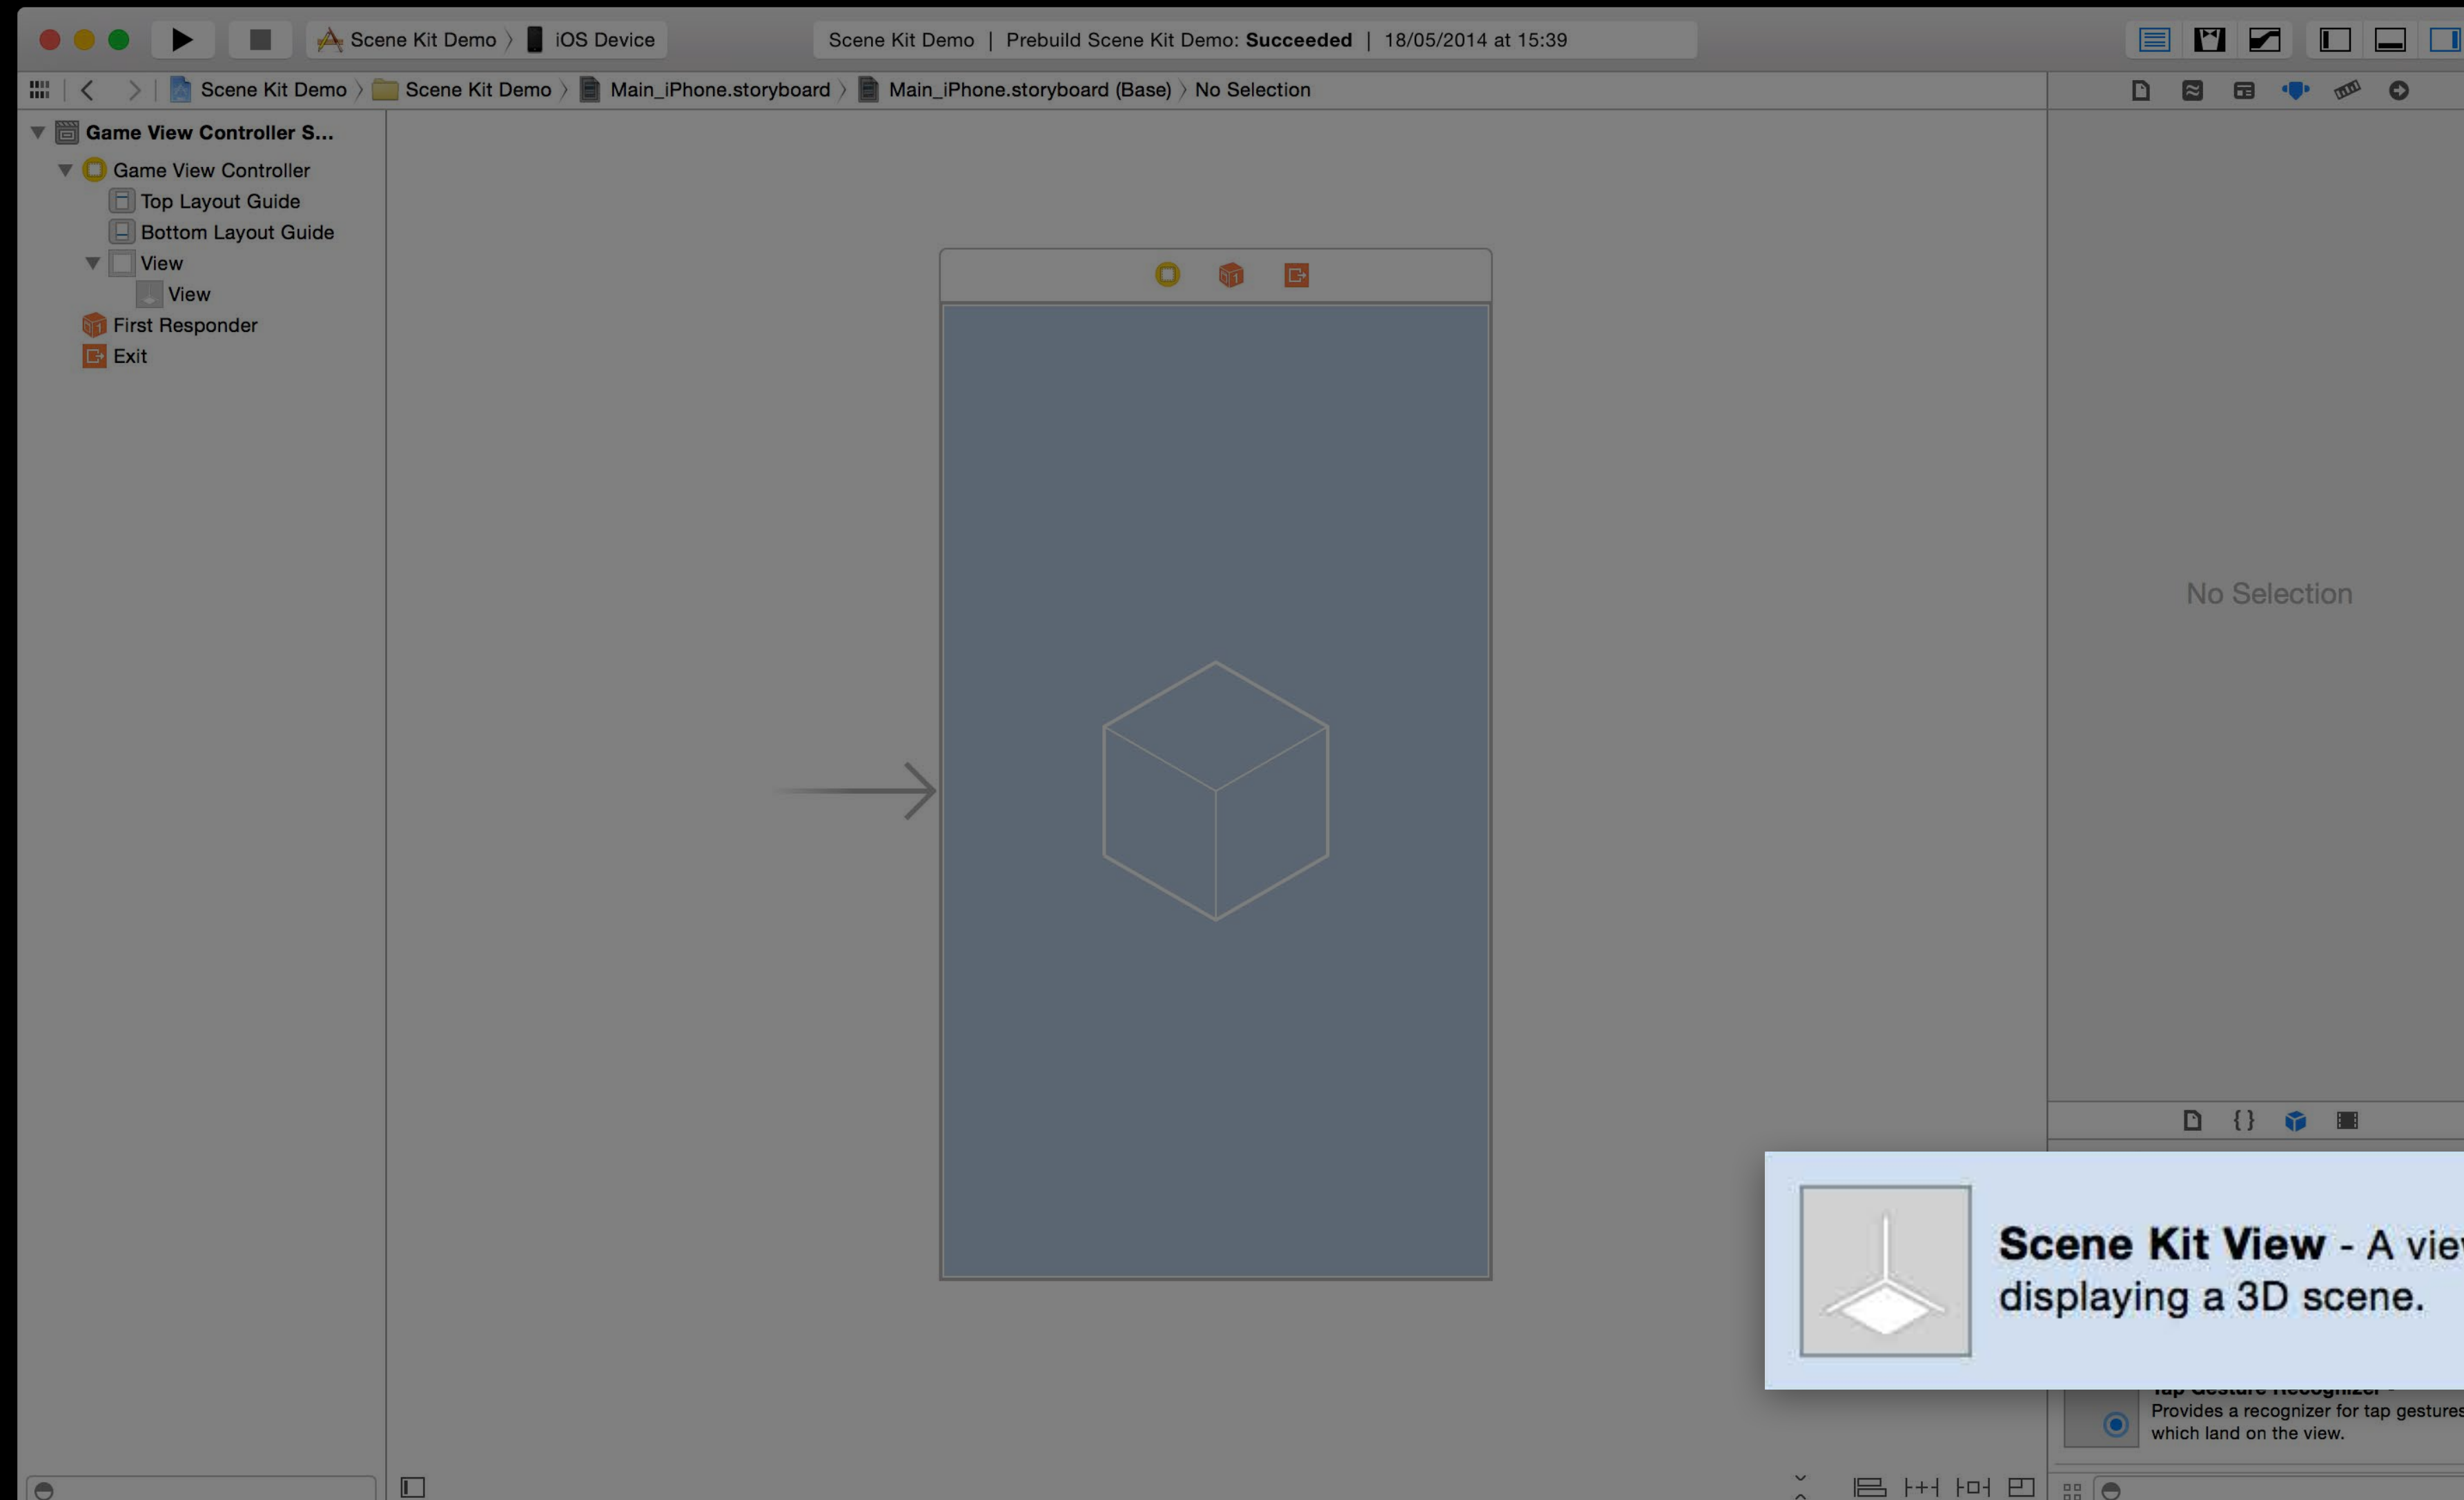 Scene Kit Demo 〉 iOS Device
Scene Kit Demo | Prebuild Scene Kit Demo: Succeeded | 18/05/2014 at 15:39
Scene Kit Demo 〉 Scene Kit Demo 〉 Main_iPhone.storyboard 〉 Main_iPhone.storyboard (Base) 〉 No Selection
Game View Controller S...
Game View Controller
Top Layout Guide
Bottom Layout Guide
View
View
First Responder
Exit
No Selection
Scene Kit View - A
displaying a 3D scene.
Tap Gesture Recognizer -
Provides a recognizer for tap gestures
which land on the view.